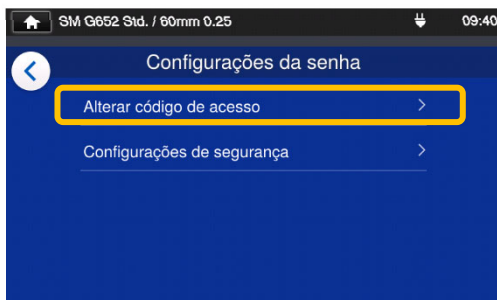 SM G652 Std. / 60mm 0.25 09:40
Configurações da senha
Alterar código de acesso >
Configurações de segurança >